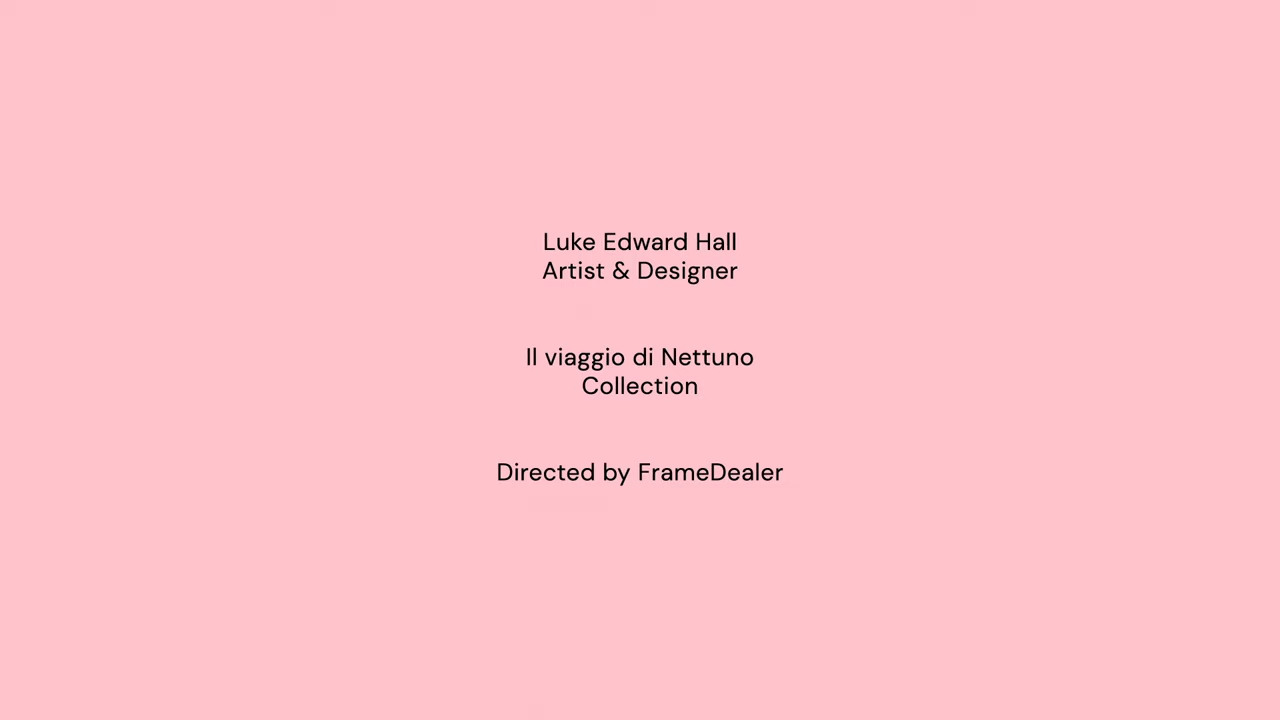 Luke Edward Hall
Artist & Designer
Il viaggio di Nettuno
Collection
Directed by FrameDealer